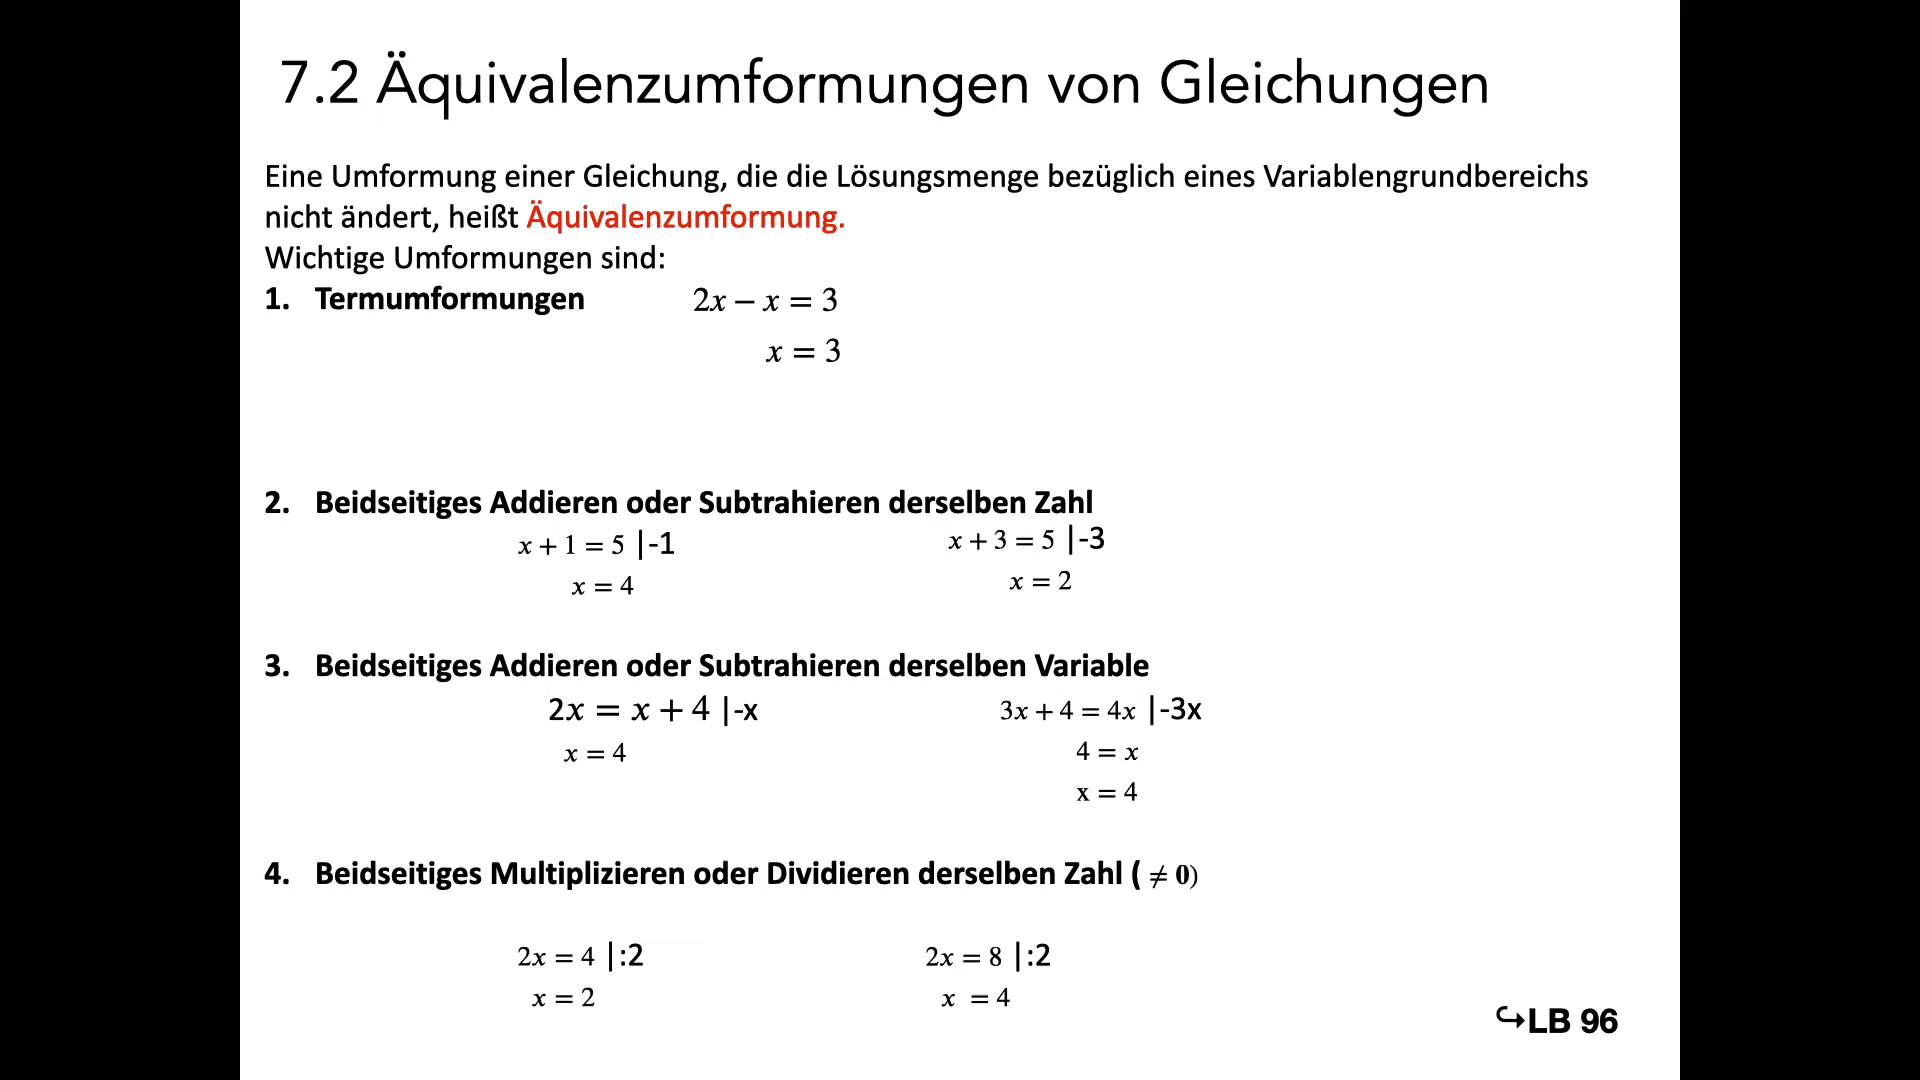 7.2 Äquivalenzumformungen von Gleichungen
Eine Umformung einer Gleichung, die die Lösungsmenge bezüglich eines Variablengrundbereichs
nicht ändert, heißt Äquivalenzumformung.
Wichtige Umformungen sind:
1. Termumformungen 2x − x = 3
x = 3
2. Beidseitiges Addieren oder Subtrahieren derselben Zahl
x + 1 = 5 |-1 x + 3 = 5 |-3
x = 4 x = 2
3. Beidseitiges Addieren oder Subtrahieren derselben Variable
2x = x + 4 |-x 3x + 4 = 4x |-3x
x = 4 4 = x
x = 4
4. Beidseitiges Multiplizieren oder Dividieren derselben Zahl ( ≠ 0)
2x = 4 |:2 2x = 8 |:2
x = 2 x = 4
↪LB 96